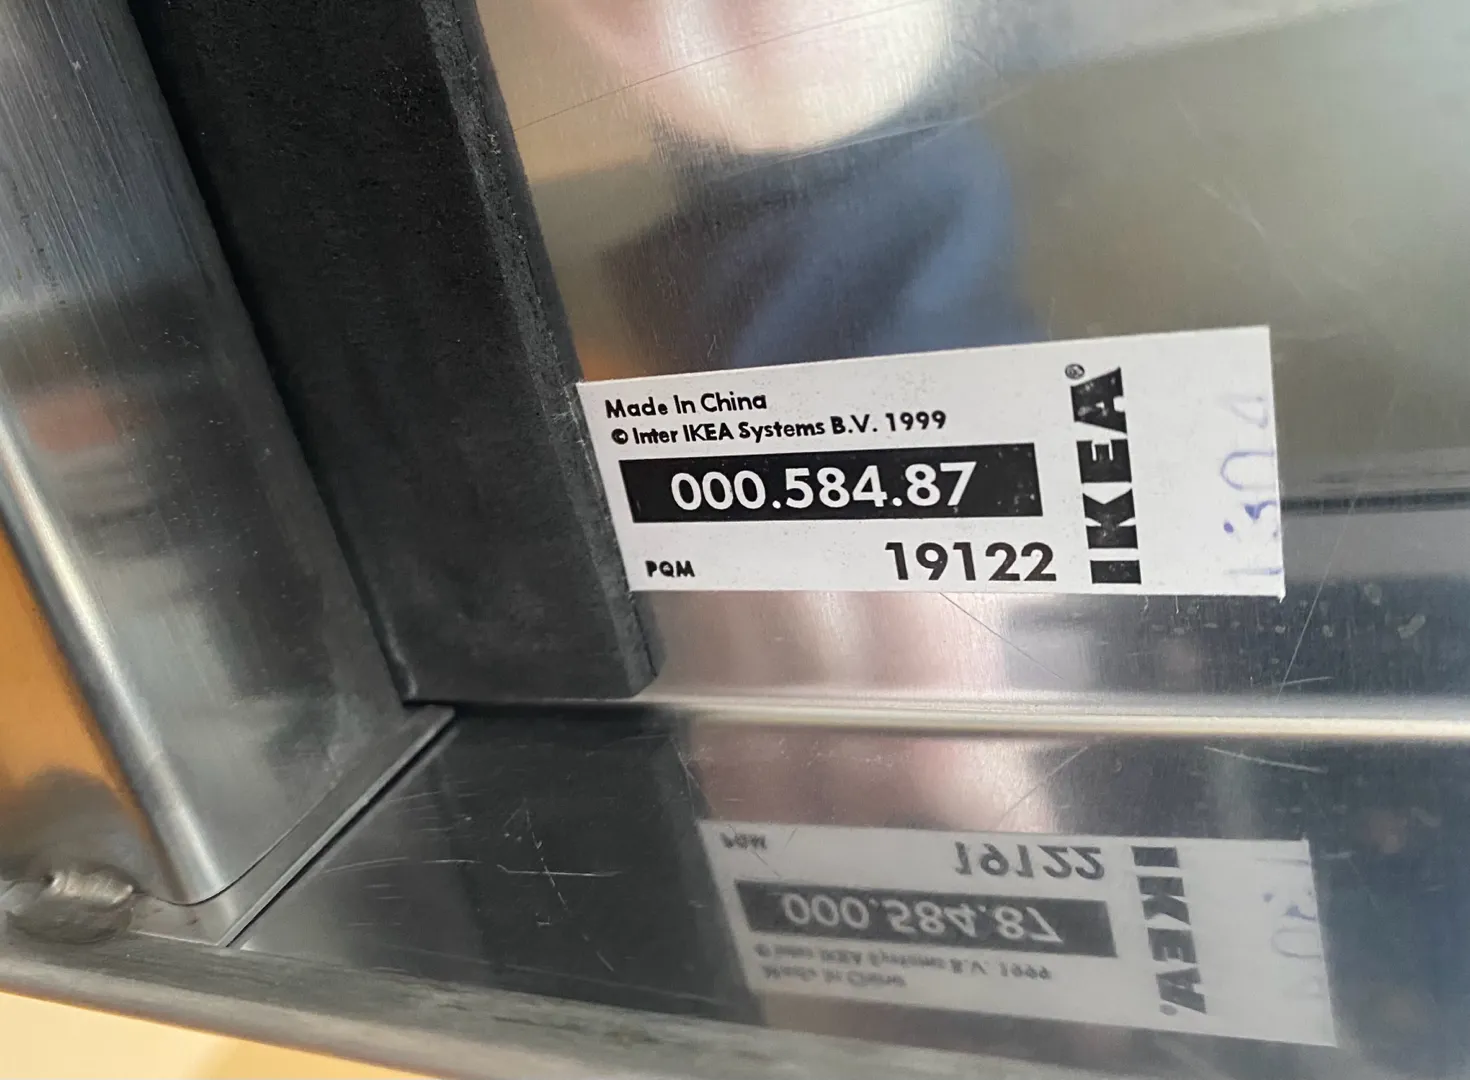 Made In China
© Inter IKEA Systems B.V. 1999
000.584.87
PQM 19122
IKEA®